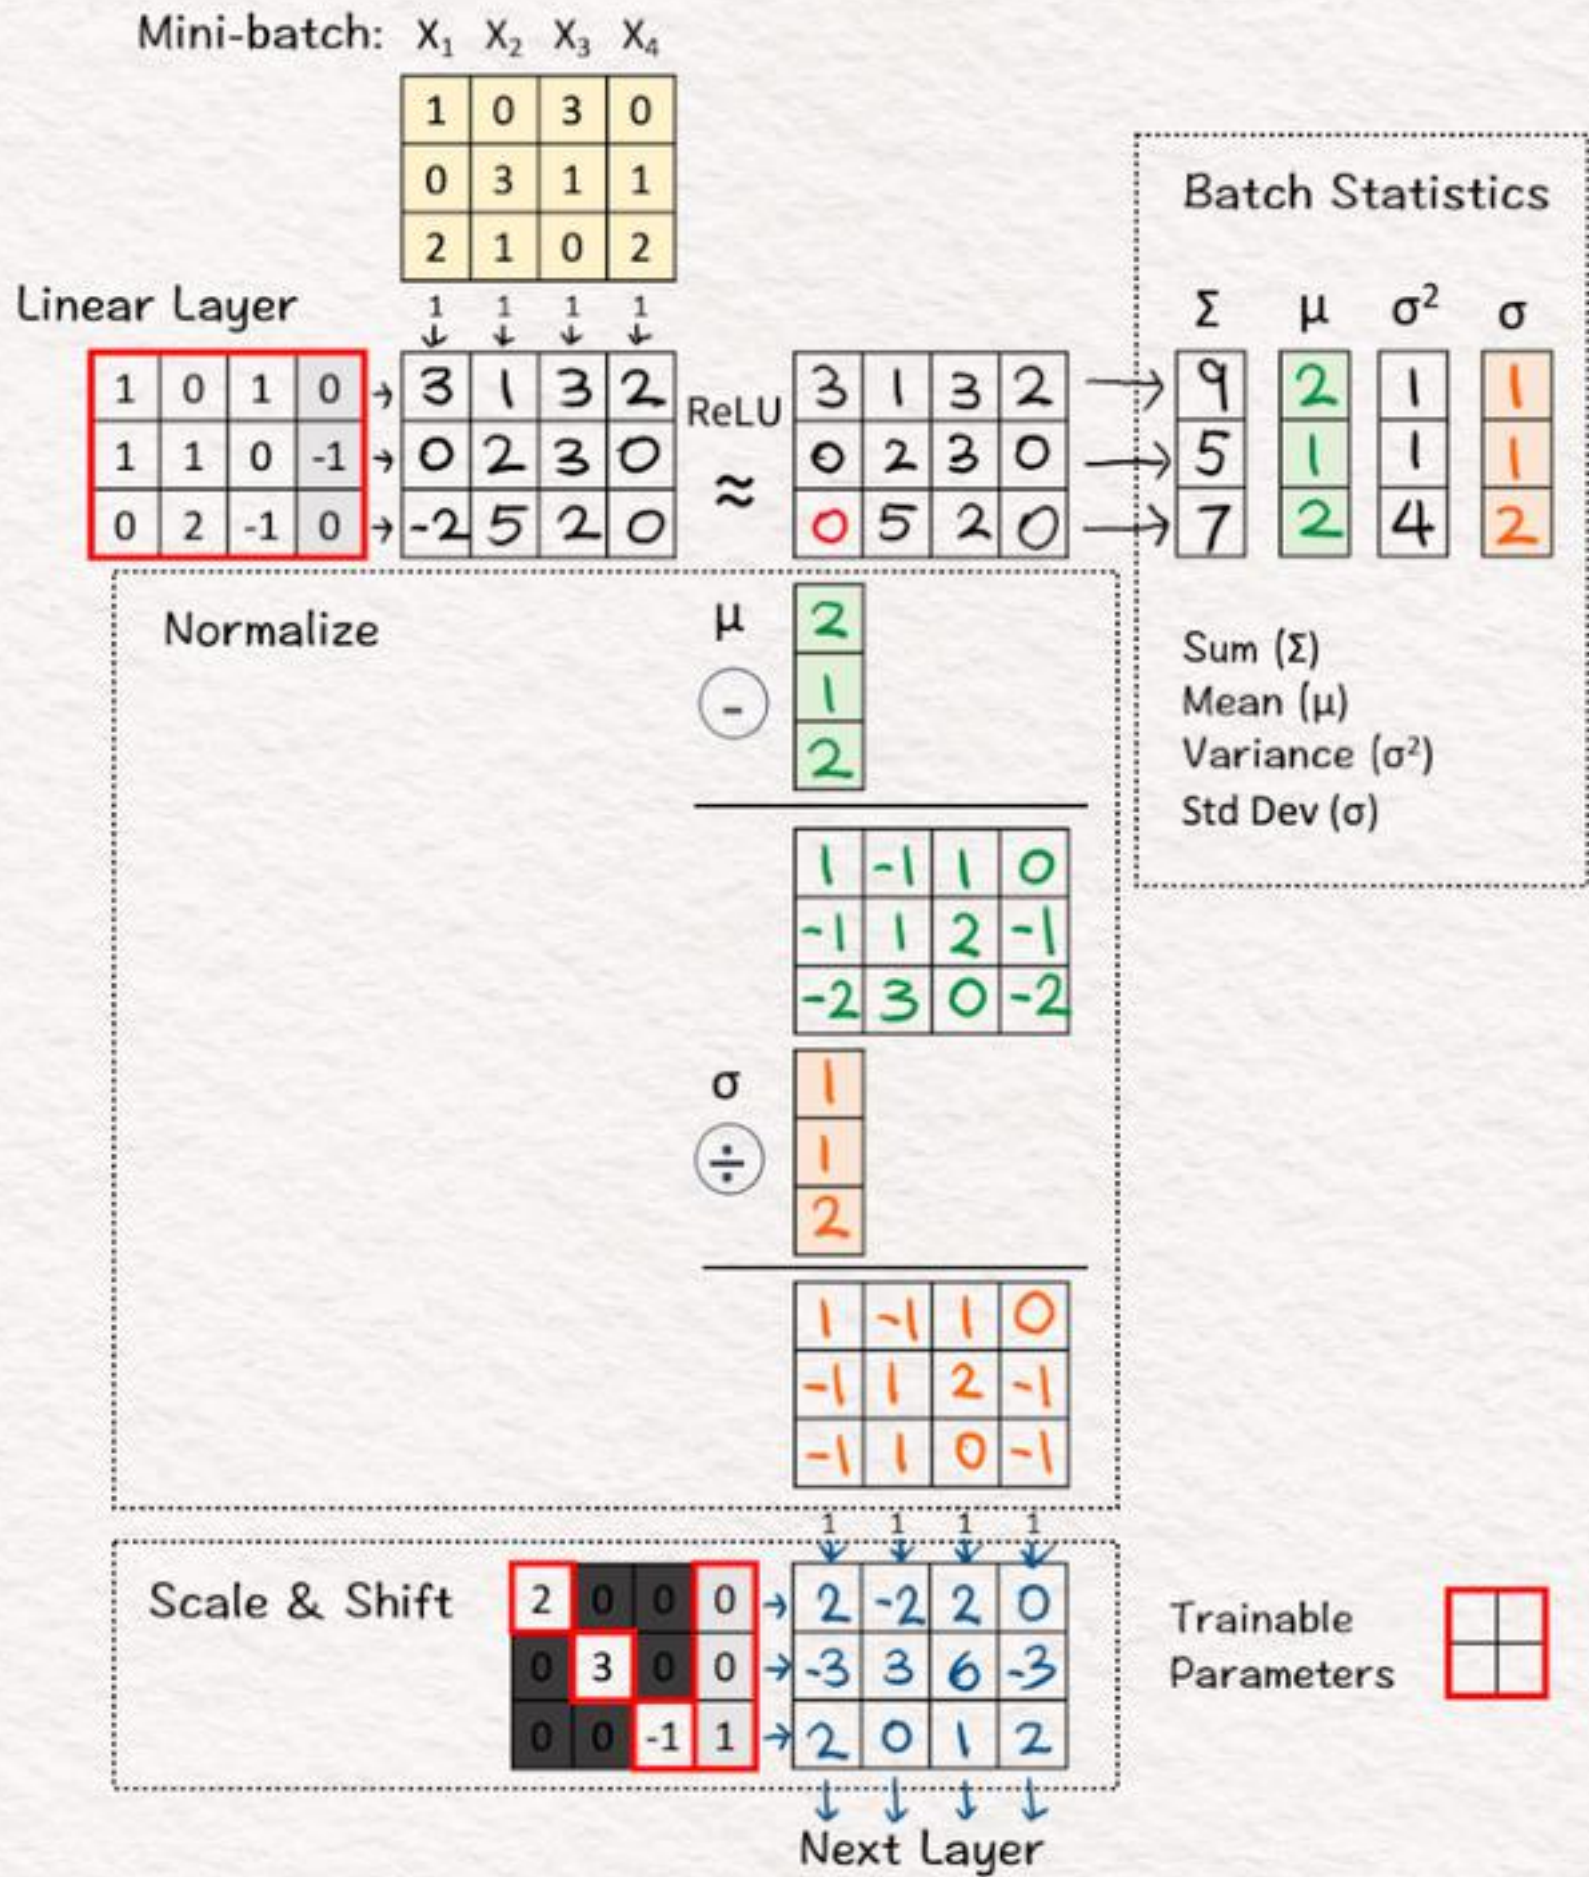 Mini-batch: X₁ X₂ X₃ X₄
1 0 3 0
0 3 1 1
2 1 0 2
1 1 1 1
↓ ↓ ↓ ↓
Linear Layer
1 0 1 0 → 3 1 3 2
1 1 0 -1 → 0 2 3 0
0 2 -1 0 → -2 5 2 0
ReLU
≈
3 1 3 2 →
0 2 3 0 →
0 5 2 0 →
Batch Statistics
Σ μ σ² σ
9 2 1 1
5 1 1 1
7 2 4 2
Sum (Σ)
Mean (μ)
Variance (σ²)
Std Dev (σ)
Normalize
μ
-
2
1
2
1 -1 1 0
-1 1 2 -1
-2 3 0 -2
σ
÷
1
1
2
1 -1 1 0
-1 1 2 -1
-1 1 0 -1
1 1 1 1
↓ ↓ ↓ ↓
Scale & Shift
2 0 0 0 → 2 -2 2 0
0 3 0 0 → -3 3 6 -3
0 0 -1 1 → 2 0 1 2
↓ ↓ ↓ ↓
Next Layer
Trainable
Parameters